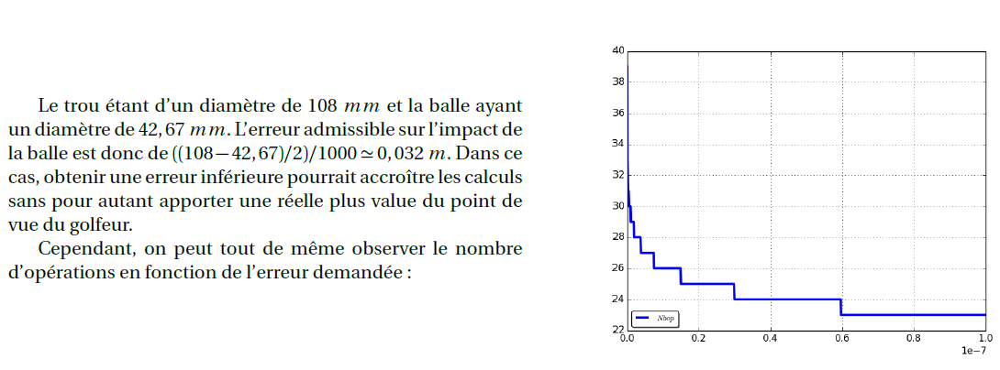 Le trou étant d'un diamètre de 108 mm et la balle ayant
un diamètre de 42,67 mm. L'erreur admissible sur l'impact de
la balle est donc de ((108−42,67)/2)/1000 ≃ 0,032 m. Dans ce
cas, obtenir une erreur inférieure pourrait accroître les calculs
sans pour autant apporter une réelle plus value du point de
vue du golfeur.
Cependant, on peut tout de même observer le nombre
d'opérations en fonction de l'erreur demandée :
40
38
36
34
32
30
28
26
24
22
Nbop
0.0 0.2 0.4 0.6 0.8 1.0
1e−7